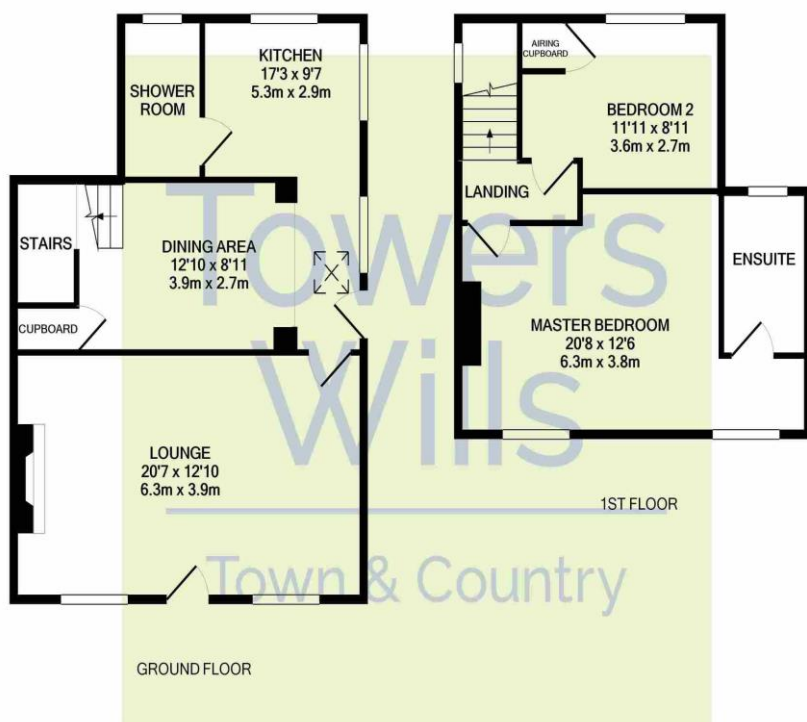 KITCHEN
17'3 x 9'7
5.3m x 2.9m
SHOWER
ROOM
STAIRS
DINING AREA
12'10 x 8'11
3.9m x 2.7m
CUPBOARD
LOUNGE
20'7 x 12'10
6.3m x 3.9m
GROUND FLOOR
AIRING
CUPBOARD
BEDROOM 2
11'11 x 8'11
3.6m x 2.7m
LANDING
ENSUITE
MASTER BEDROOM
20'8 x 12'6
6.3m x 3.8m
1ST FLOOR
Towers
Wills
Town & Country